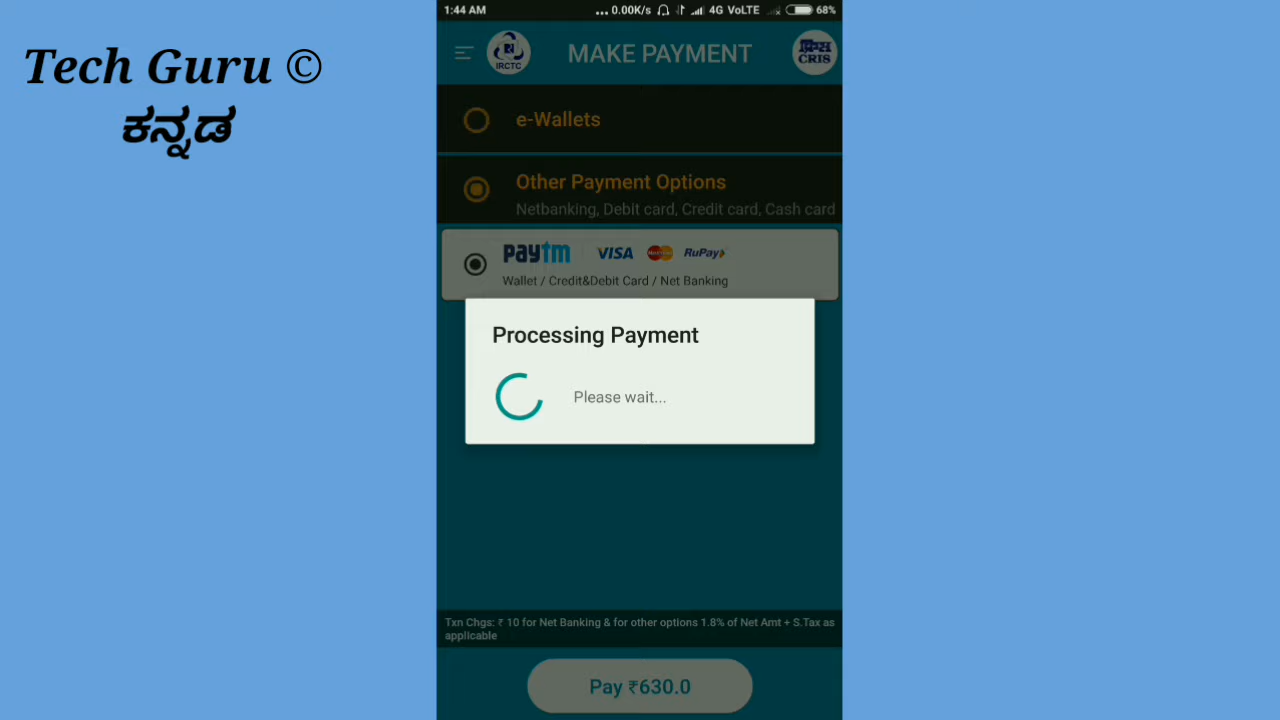 Tech Guru ©
ಕನ್ನಡ
1:44 AM
... 0.00K/s 4G VoLTE 68%
IRCTC
MAKE PAYMENT
क्रिस
CRIS
e-Wallets
Other Payment Options
Netbanking, Debit card, Credit card, Cash card
paytm VISA MasterCard RuPay
Wallet / Credit&Debit Card / Net Banking
Processing Payment
Please wait...
Txn Chgs: ₹ 10 for Net Banking & for other options 1.8% of Net Amt + S.Tax as
applicable
Pay ₹630.0